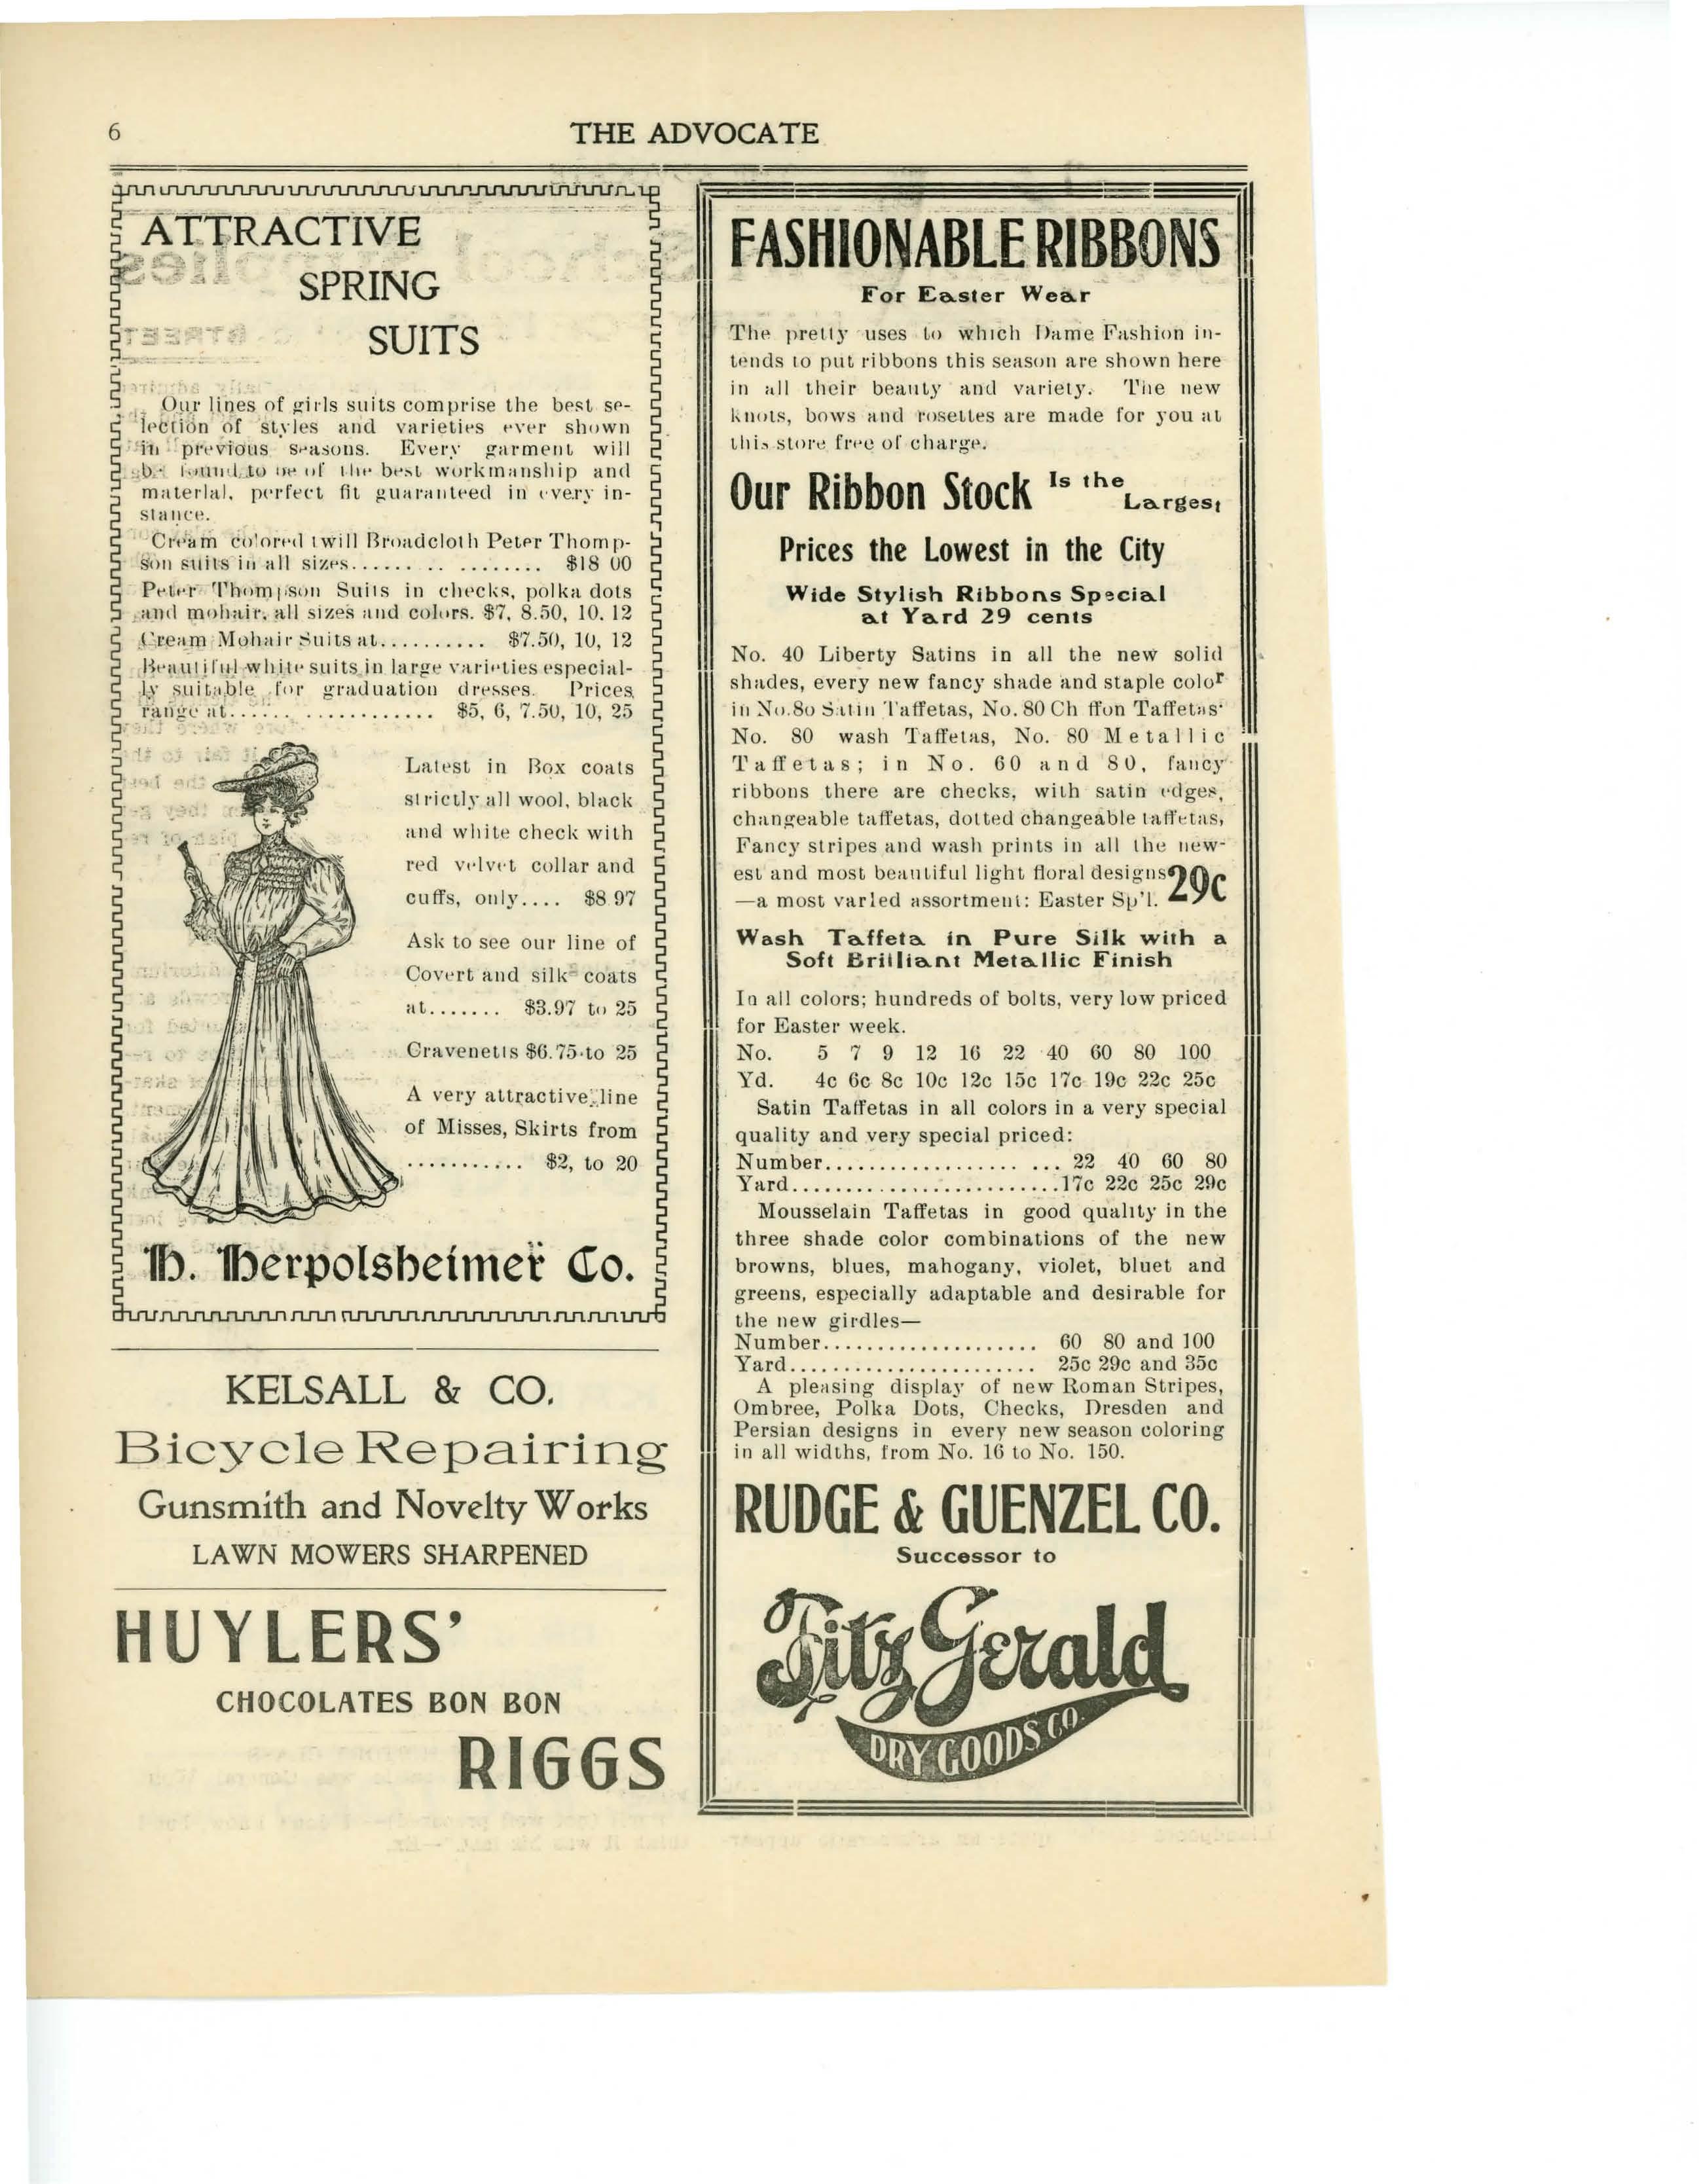 6
THE ADVOCATE
ATTRACTIVE
SPRING
SUITS
Our lines of girls suits comprise the best se-
lection of styles and varieties ever shown
in previous seasons. Every garment will
be found to be of the best workmanship and
material, perfect fit guaranteed in every in-
stance.
Cream colored twill Broadcloth Peter Thomp-
son suits in all sizes...... .. ........ $18 00
Peter Thompson Suits in checks, polka dots
and mohair, all sizes and colors. $7, 8.50, 10, 12
Cream Mohair Suits at.......... $7.50, 10, 12
Beautiful white suits in large varieties especial-
ly suitable for graduation dresses. Prices
range at...... ............ $5, 6, 7.50, 10, 25
Latest in Box coats
strictly all wool, black
and white check with
red velvet collar and
cuffs, only.... $8.97
Ask to see our line of
Covert and silk coats
at....... $3.97 to 25
Cravenetts $6.75 to 25
A very attractive line
of Misses, Skirts from
........... $2, to 20
H. Herpolsheimer Co.
KELSALL & CO.
Bicycle Repairing
Gunsmith and Novelty Works
LAWN MOWERS SHARPENED
HUYLERS'
CHOCOLATES BON BON
RIGGS
FASHIONABLE RIBBONS
For Easter Wear
The pretty uses to which Dame Fashion in-
tends to put ribbons this season are shown here
in all their beauty and variety. The new
knots, bows and rosettes are made for you at
this store free of charge.
Our Ribbon Stock Is the Largest
Prices the Lowest in the City
Wide Stylish Ribbons Special
at Yard 29 cents
No. 40 Liberty Satins in all the new solid
shades, every new fancy shade and staple color
in No.80 Satin Taffetas, No. 80 Ch ffon Taffetas
No. 80 wash Taffetas, No. 80 Metallic
Taffetas; in No. 60 and 80, fancy
ribbons there are checks, with satin edges,
changeable taffetas, dotted changeable taffetas,
Fancy stripes and wash prints in all the new-
est and most beautiful light floral designs
—a most varied assortment: Easter Sp'l. 29c
Wash Taffeta in Pure Silk with a
Soft Brilliant Metallic Finish
In all colors; hundreds of bolts, very low priced
for Easter week.
No. 5 7 9 12 16 22 40 60 80 100
Yd. 4c 6c 8c 10c 12c 15c 17c 19c 22c 25c
Satin Taffetas in all colors in a very special
quality and very special priced:
Number.................. ... 22 40 60 80
Yard.........................17c 22c 25c 29c
Mousselain Taffetas in good quality in the
three shade color combinations of the new
browns, blues, mahogany, violet, bluet and
greens, especially adaptable and desirable for
the new girdles—
Number.................... 60 80 and 100
Yard....................... 25c 29c and 35c
A pleasing display of new Roman Stripes,
Ombree, Polka Dots, Checks, Dresden and
Persian designs in every new season coloring
in all widths, from No. 16 to No. 150.
RUDGE & GUENZEL CO.
Successor to
FitzGerald
DRY GOODS CO.